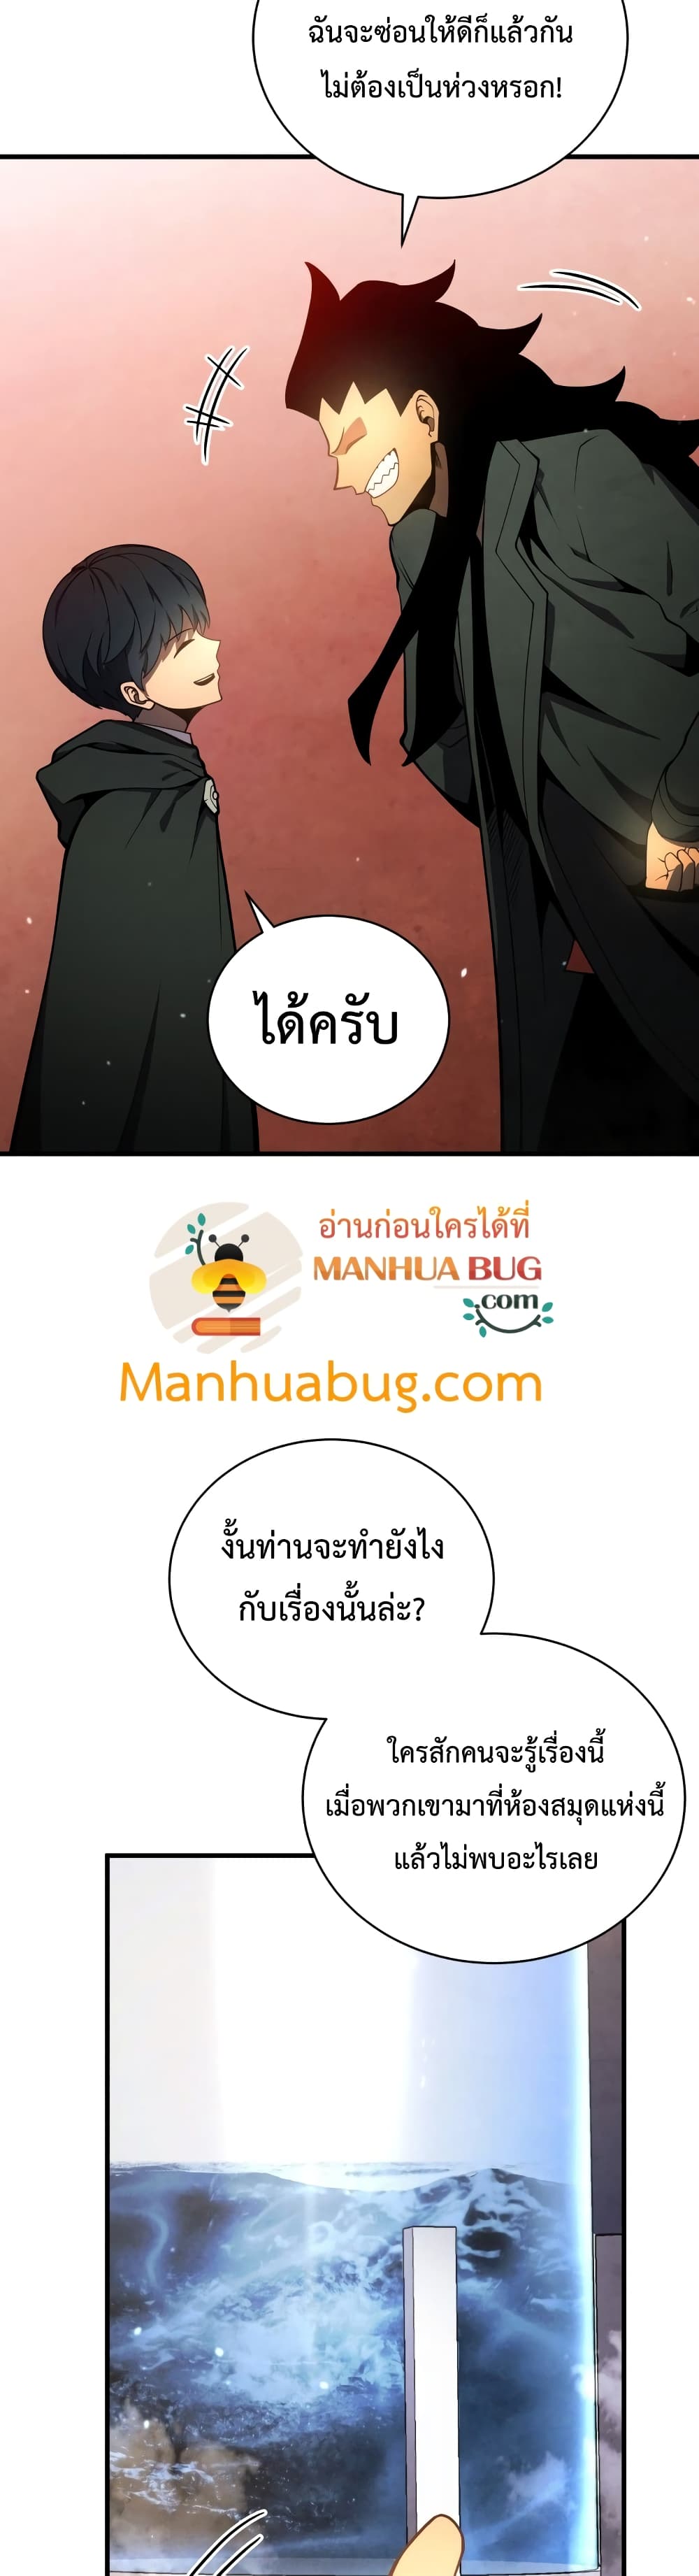 ฉันจะซ่อนให้ดีก็แล้วกัน
ไม่ต้องเป็นห่วงหรอก!
ได้ครับ
อ่านก่อนใครได้ที่
MANHUA BUG
.com
Manhuabug.com
งั้นท่านจะทำยังไง
กับเรื่องนั้นล่ะ?
ใครสักคนจะรู้เรื่องนี้
เมื่อพวกเขามาที่ห้องสมุดแห่งนี้
แล้วไม่พบอะไรเลย